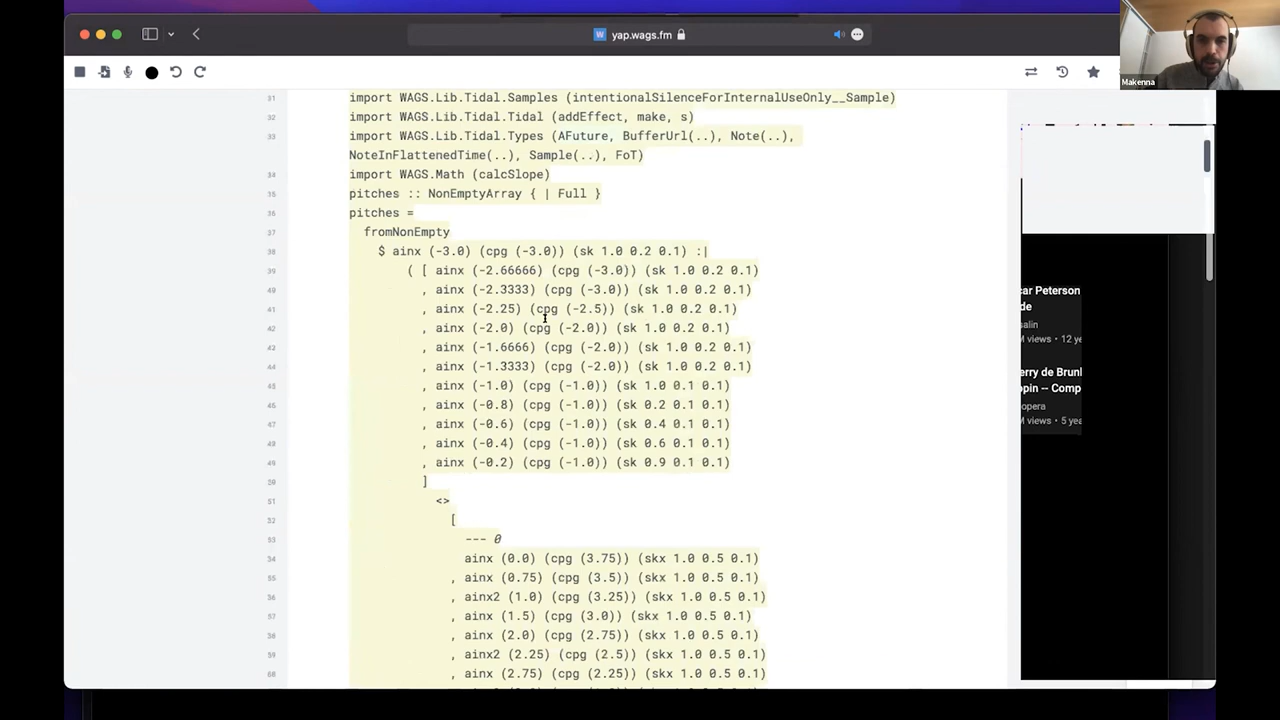 yap.wags.fm
Makenna
31 import WAGS.Lib.Tidal.Samples (intentionalSilenceForInternalUseOnly__Sample)
32 import WAGS.Lib.Tidal.Tidal (addEffect, make, s)
33 import WAGS.Lib.Tidal.Types (AFuture, BufferUrl(..), Note(..),
NoteInFlattenedTime(..), Sample(..), FoT)
34 import WAGS.Math (calcSlope)
35 pitches :: NonEmptyArray { | Full }
36 pitches =
37 fromNonEmpty
38 $ ainx (-3.0) (cpg (-3.0)) (sk 1.0 0.2 0.1) :|
39 ( [ ainx (-2.66666) (cpg (-3.0)) (sk 1.0 0.2 0.1)
40 , ainx (-2.3333) (cpg (-3.0)) (sk 1.0 0.2 0.1)
41 , ainx (-2.25) (cpg (-2.5)) (sk 1.0 0.2 0.1)
42 , ainx (-2.0) (cpg (-2.0)) (sk 1.0 0.2 0.1)
43 , ainx (-1.6666) (cpg (-2.0)) (sk 1.0 0.2 0.1)
44 , ainx (-1.3333) (cpg (-2.0)) (sk 1.0 0.2 0.1)
45 , ainx (-1.0) (cpg (-1.0)) (sk 1.0 0.1 0.1)
46 , ainx (-0.8) (cpg (-1.0)) (sk 0.2 0.1 0.1)
47 , ainx (-0.6) (cpg (-1.0)) (sk 0.4 0.1 0.1)
48 , ainx (-0.4) (cpg (-1.0)) (sk 0.6 0.1 0.1)
49 , ainx (-0.2) (cpg (-1.0)) (sk 0.9 0.1 0.1)
50 ]
51 <>
52 [
53 --- 0
54 ainx (0.0) (cpg (3.75)) (skx 1.0 0.5 0.1)
55 , ainx (0.75) (cpg (3.5)) (skx 1.0 0.5 0.1)
56 , ainx2 (1.0) (cpg (3.25)) (skx 1.0 0.5 0.1)
57 , ainx (1.5) (cpg (3.0)) (skx 1.0 0.5 0.1)
58 , ainx (2.0) (cpg (2.75)) (skx 1.0 0.5 0.1)
59 , ainx2 (2.25) (cpg (2.5)) (skx 1.0 0.5 0.1)
60 , ainx (2.75) (cpg (2.25)) (skx 1.0 0.5 0.1)
car Peterson
de
salin
M views • 12 ye
erry de Brunh
pin -- Comp
opera
M views • 5 yea